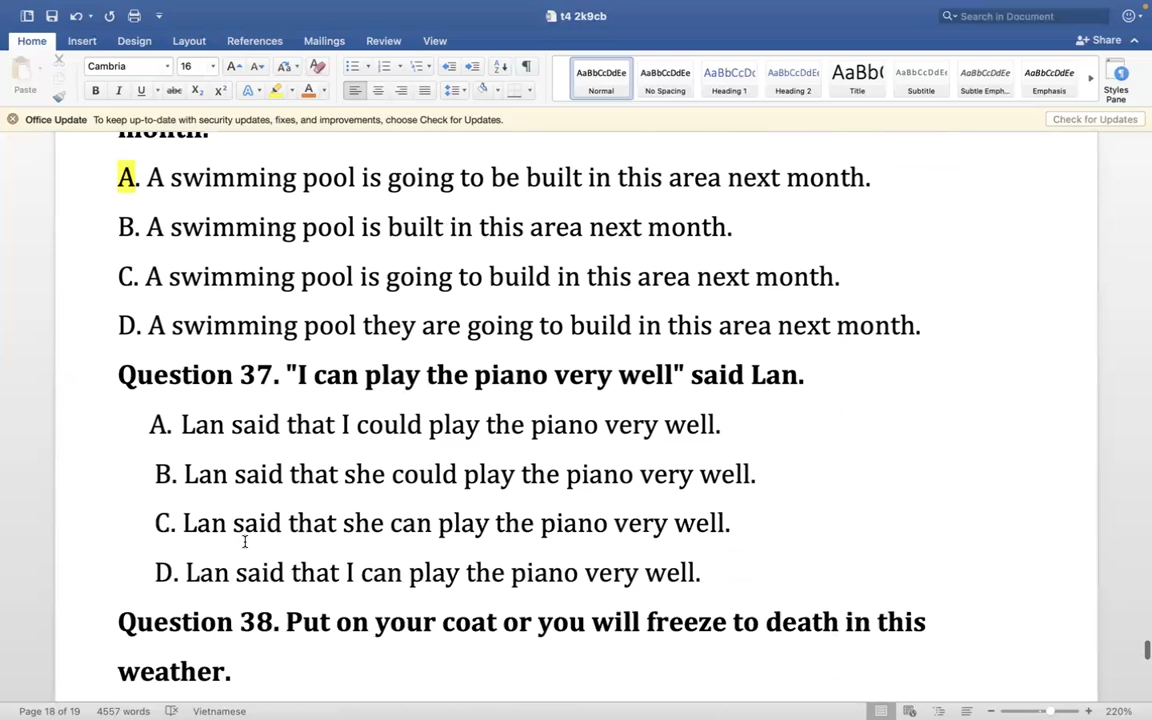 t4 2k9cb
Search in Document
Home Insert Design Layout References Mailings Review View
Share
Paste
Cambria 16
AaBbCcDdEe AaBbCcDdEe AaBbCcDc AaBbCcDdEe AaBb( AaBbCcDdEe AaBbCcDdEe AaBbCcDdEe
Normal No Spacing Heading 1 Heading 2 Title Subtitle Subtle Emph... Emphasis
Styles Pane
Office Update To keep up-to-date with security updates, fixes, and improvements, choose Check for Updates. Check for Updates
month.
A. A swimming pool is going to be built in this area next month.
B. A swimming pool is built in this area next month.
C. A swimming pool is going to build in this area next month.
D. A swimming pool they are going to build in this area next month.
Question 37. "I can play the piano very well" said Lan.
A. Lan said that I could play the piano very well.
B. Lan said that she could play the piano very well.
C. Lan said that she can play the piano very well.
D. Lan said that I can play the piano very well.
Question 38. Put on your coat or you will freeze to death in this
weather.
Page 18 of 19 4557 words Vietnamese 220%